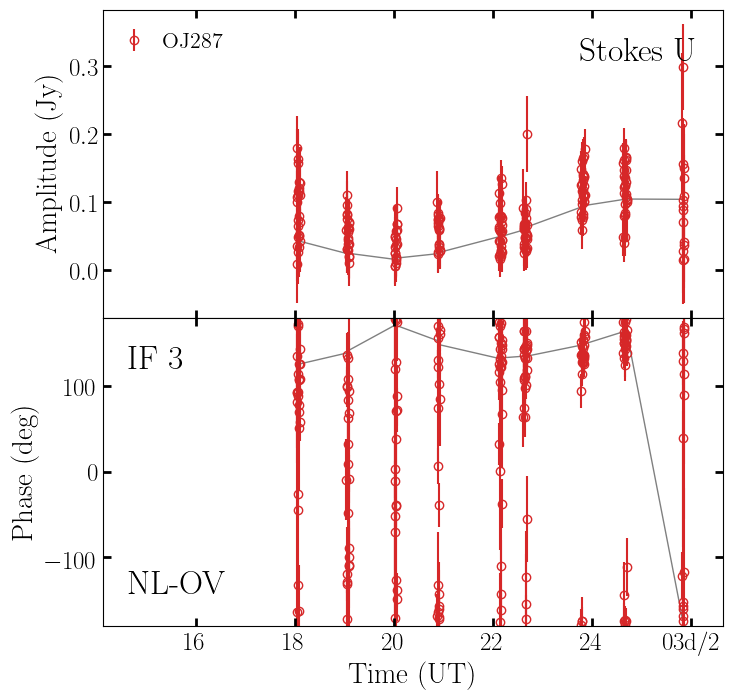 OJ287
Stokes U
Amplitude (Jy)
0.3
0.2
0.1
0.0
IF 3
NL-OV
Phase (deg)
100
0
−100
16 18 20 22 24 03d/2
Time (UT)